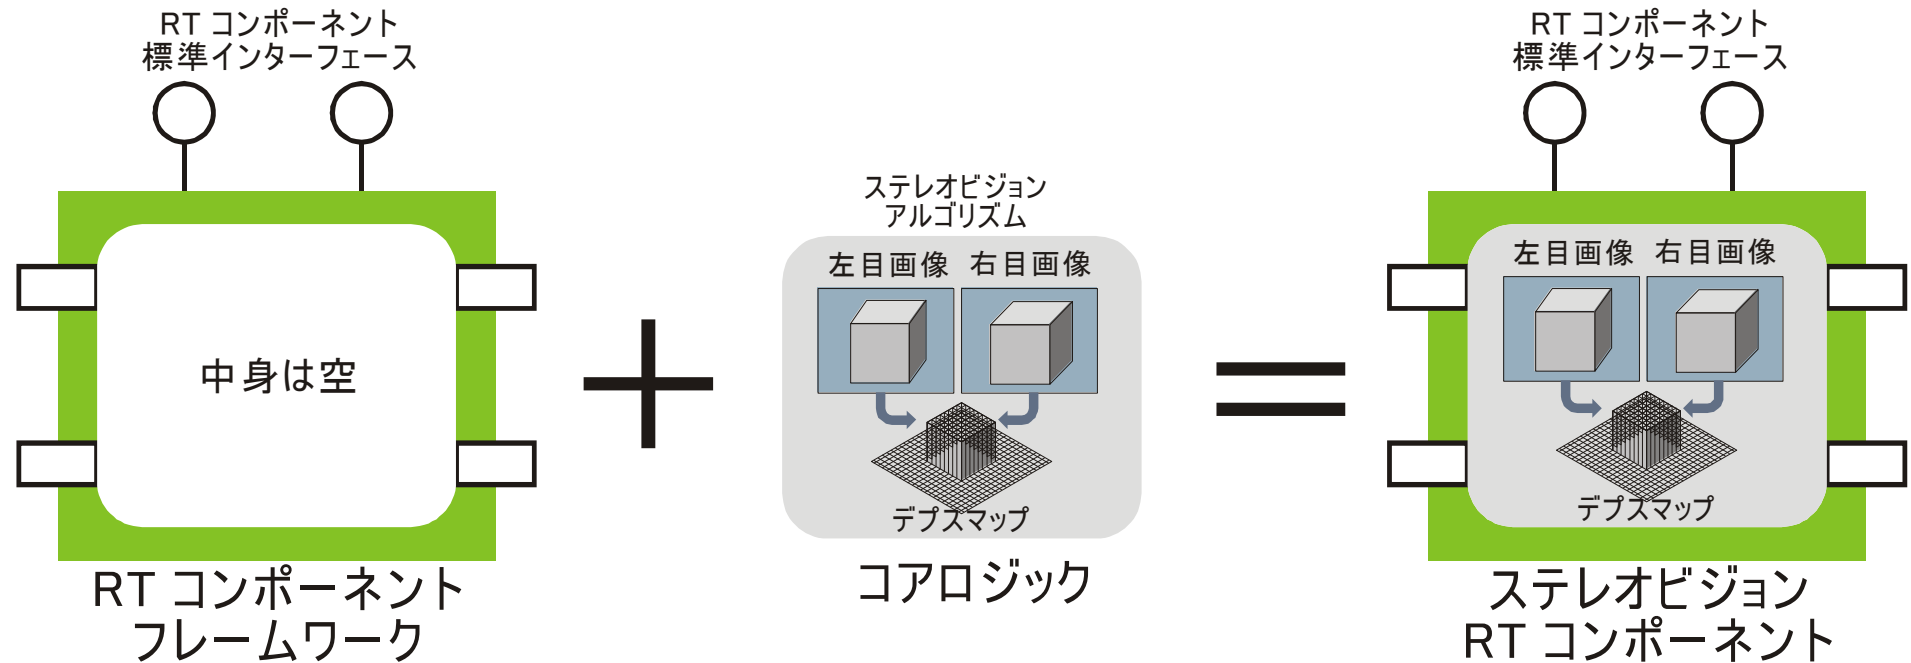 RT コンポーネント
標準インターフェース
中身は空
RT コンポーネント
フレームワーク
ステレオビジョン
アルゴリズム
左目画像 右目画像
デプスマップ
コアロジック
RT コンポーネント
標準インターフェース
左目画像 右目画像
デプスマップ
ステレオビジョン
RT コンポーネント